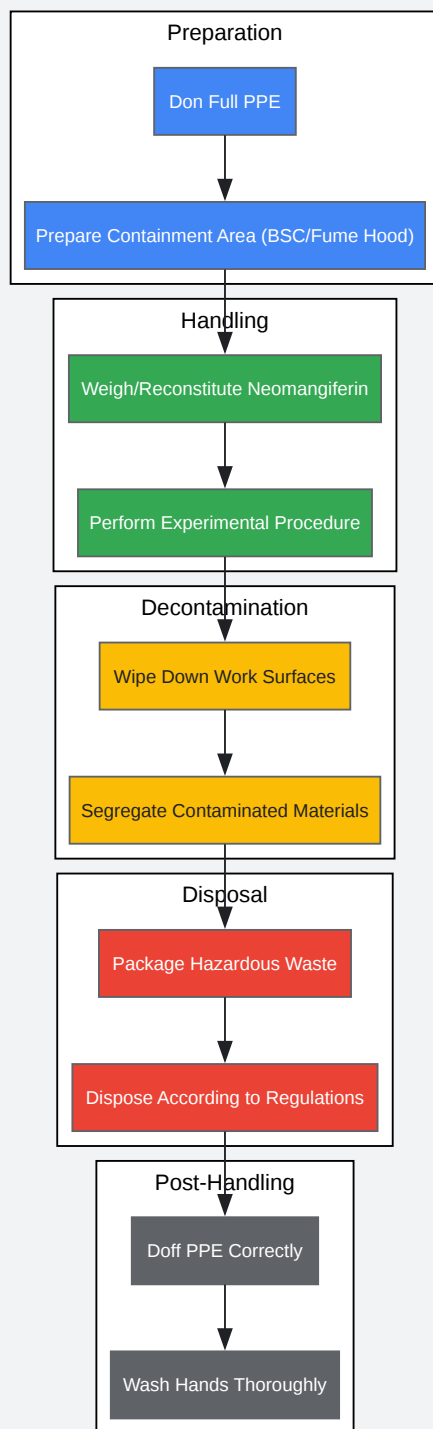 Preparation
Don Full PPE
Prepare Containment Area (BSC/Fume Hood)
Handling
Weigh/Reconstitute Neomangiferin
Perform Experimental Procedure
Decontamination
Wipe Down Work Surfaces
Segregate Contaminated Materials
Disposal
Package Hazardous Waste
Dispose According to Regulations
Post-Handling
Doff PPE Correctly
Wash Hands Thoroughly